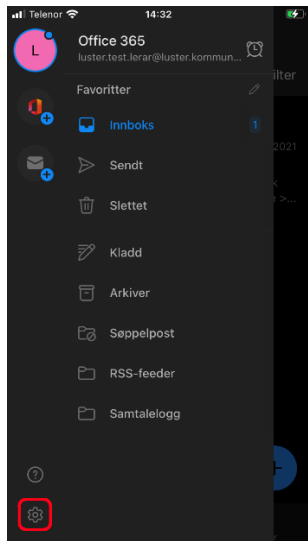 Telenor 14:32
L
Office 365
luster.test.lerar@luster.kommun...
Favoritter
ilter
Innboks 1
2021
Sendt
Slettet
Kladd
Arkiver
Søppelpost
RSS-feeder
Samtalelogg
?